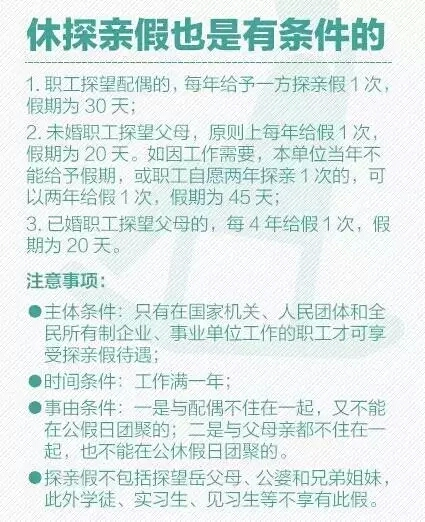 休探亲假也是有条件的
1. 职工探望配偶的，每年给予一方探亲假 1 次，
假期为 30 天；
2. 未婚职工探望父母，原则上每年给假 1 次，
假期为 20 天。如因工作需要，本单位当年不
能给予假期，或职工自愿两年探亲 1 次的，可
以两年给假 1 次，假期为 45 天；
3. 已婚职工探望父母的，每 4 年给假 1 次，假
期为 20 天。
注意事项：
●主体条件：只有在国家机关、人民团体和全
民所有制企业、事业单位工作的职工才可享
受探亲假待遇；
●时间条件：工作满一年；
●事由条件：一是与配偶不住在一起，又不能
在公假日团聚的；二是与父母亲都不住在一
起，也不能在公休假日团聚的。
●探亲假不包括探望岳父母、公婆和兄弟姐妹，
此外学徒、实习生、见习生等不享有此假。